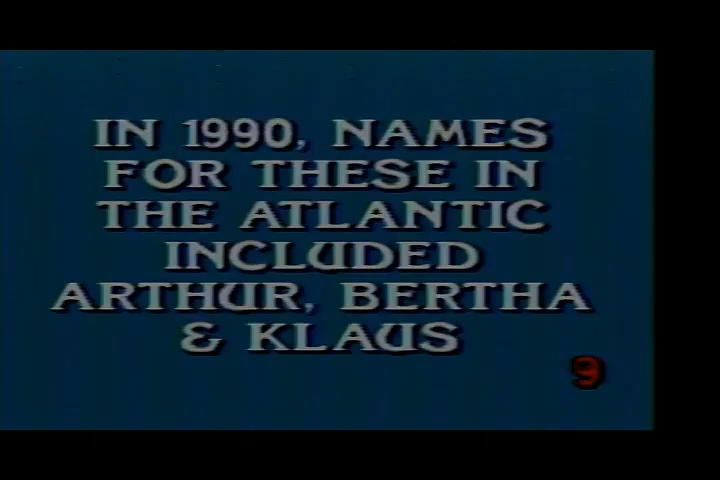 IN 1990, NAMES
FOR THESE IN
THE ATLANTIC
INCLUDED
ARTHUR, BERTHA
& KLAUS
9